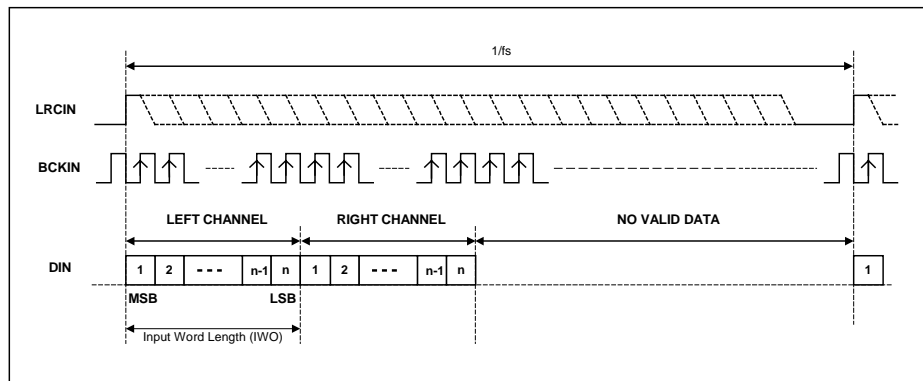 1/fs
LRCIN
BCKIN
LEFT CHANNEL RIGHT CHANNEL NO VALID DATA
DIN 1 2 n-1 n 1 2 n-1 n 1
MSB LSB
Input Word Length (IWO)